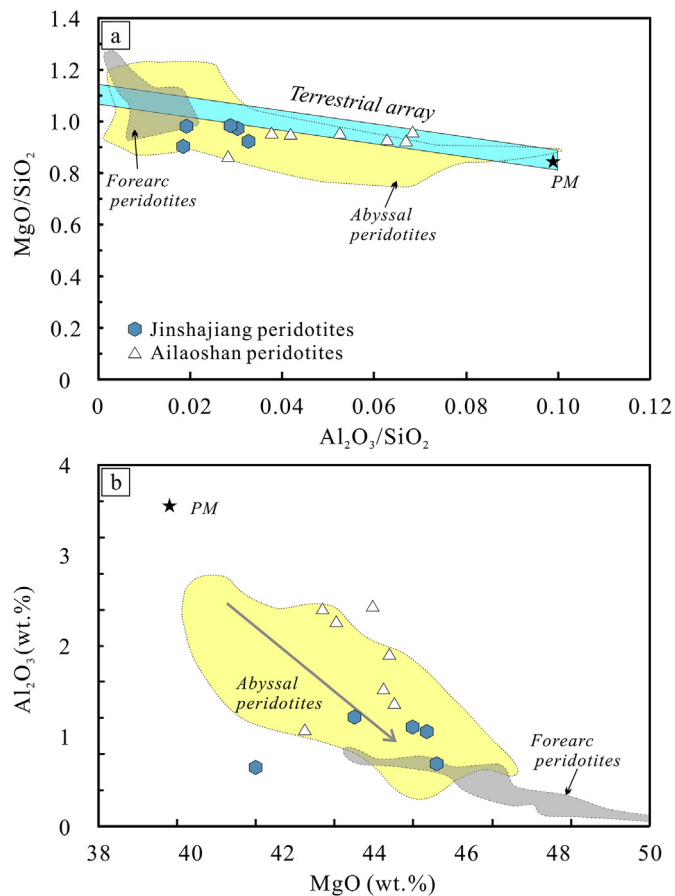 a
1.4
1.2
1.0
0.8
0.6
0.4
0.2
0
MgO/SiO₂
Terrestrial array
PM
Forearc
peridotites
Abyssal
peridotites
Jinshajiang peridotites
Ailaoshan peridotites
0
0.02
0.04
0.06
0.08
0.10
0.12
Al₂O₃/SiO₂
b
4
3
2
1
0
Al₂O₃(wt.%)
PM
Abyssal
peridotites
Forearc
peridotites
38
40
42
44
46
48
50
MgO (wt.%)